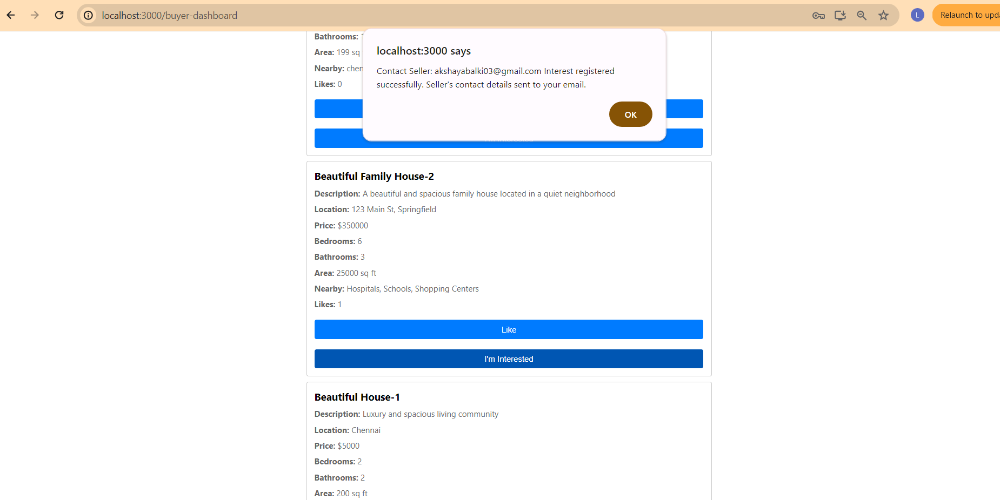 localhost:3000/buyer-dashboard
L
Relaunch to upda
Bathrooms: 1
Area: 199 sq
Nearby: chen
Likes: 0
localhost:3000 says
Contact Seller: akshayabalki03@gmail.com Interest registered
successfully. Seller's contact details sent to your email.
OK
Beautiful Family House-2
Description: A beautiful and spacious family house located in a quiet neighborhood
Location: 123 Main St, Springfield
Price: $350000
Bedrooms: 6
Bathrooms: 3
Area: 25000 sq ft
Nearby: Hospitals, Schools, Shopping Centers
Likes: 1
Like
I'm Interested
Beautiful House-1
Description: Luxury and spacious living community
Location: Chennai
Price: $5000
Bedrooms: 2
Bathrooms: 2
Area: 200 sq ft